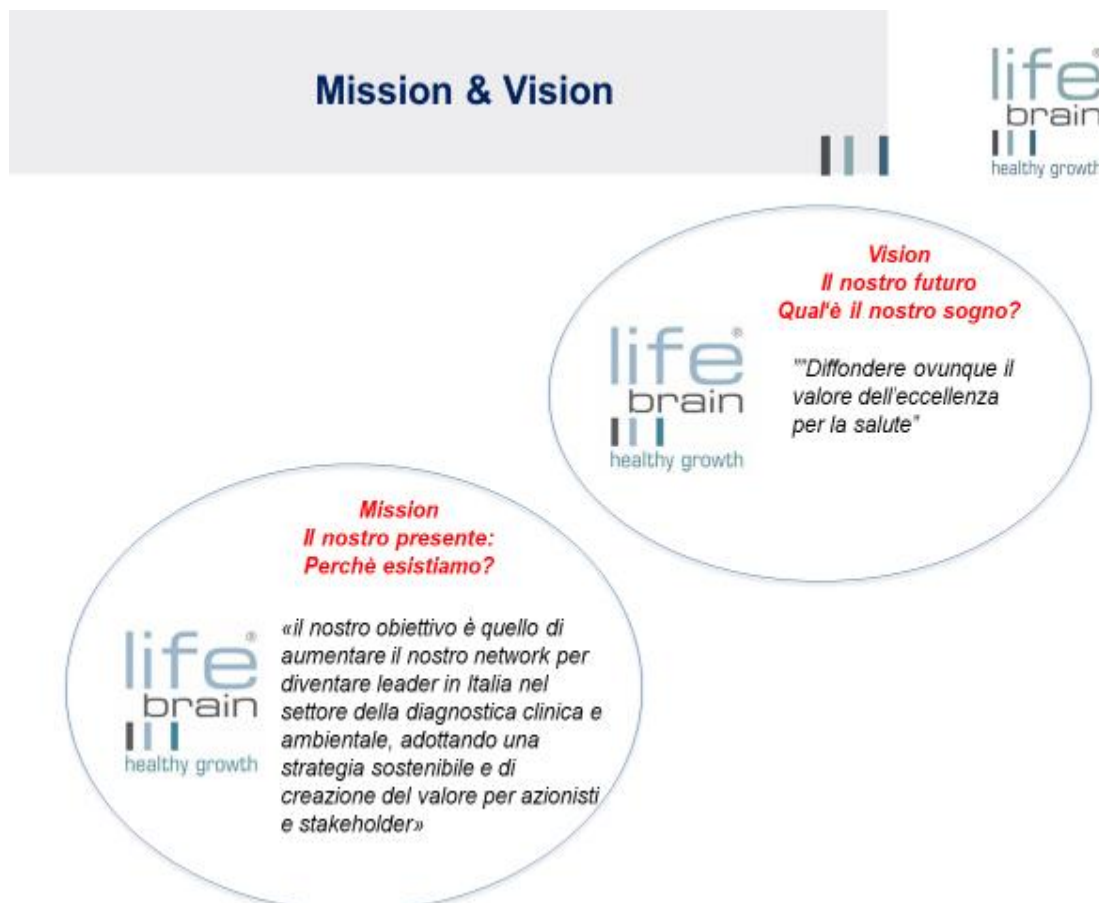 Mission & Vision
life®
brain
healthy growth
Vision
Il nostro futuro
Qual'è il nostro sogno?
life®
brain
healthy growth
""Diffondere ovunque il
valore dell'eccellenza
per la salute"
Mission
Il nostro presente:
Perchè esistiamo?
life®
brain
healthy growth
«il nostro obiettivo è quello di
aumentare il nostro network per
diventare leader in Italia nel
settore della diagnostica clinica e
ambientale, adottando una
strategia sostenibile e di
creazione del valore per azionisti
e stakeholder»